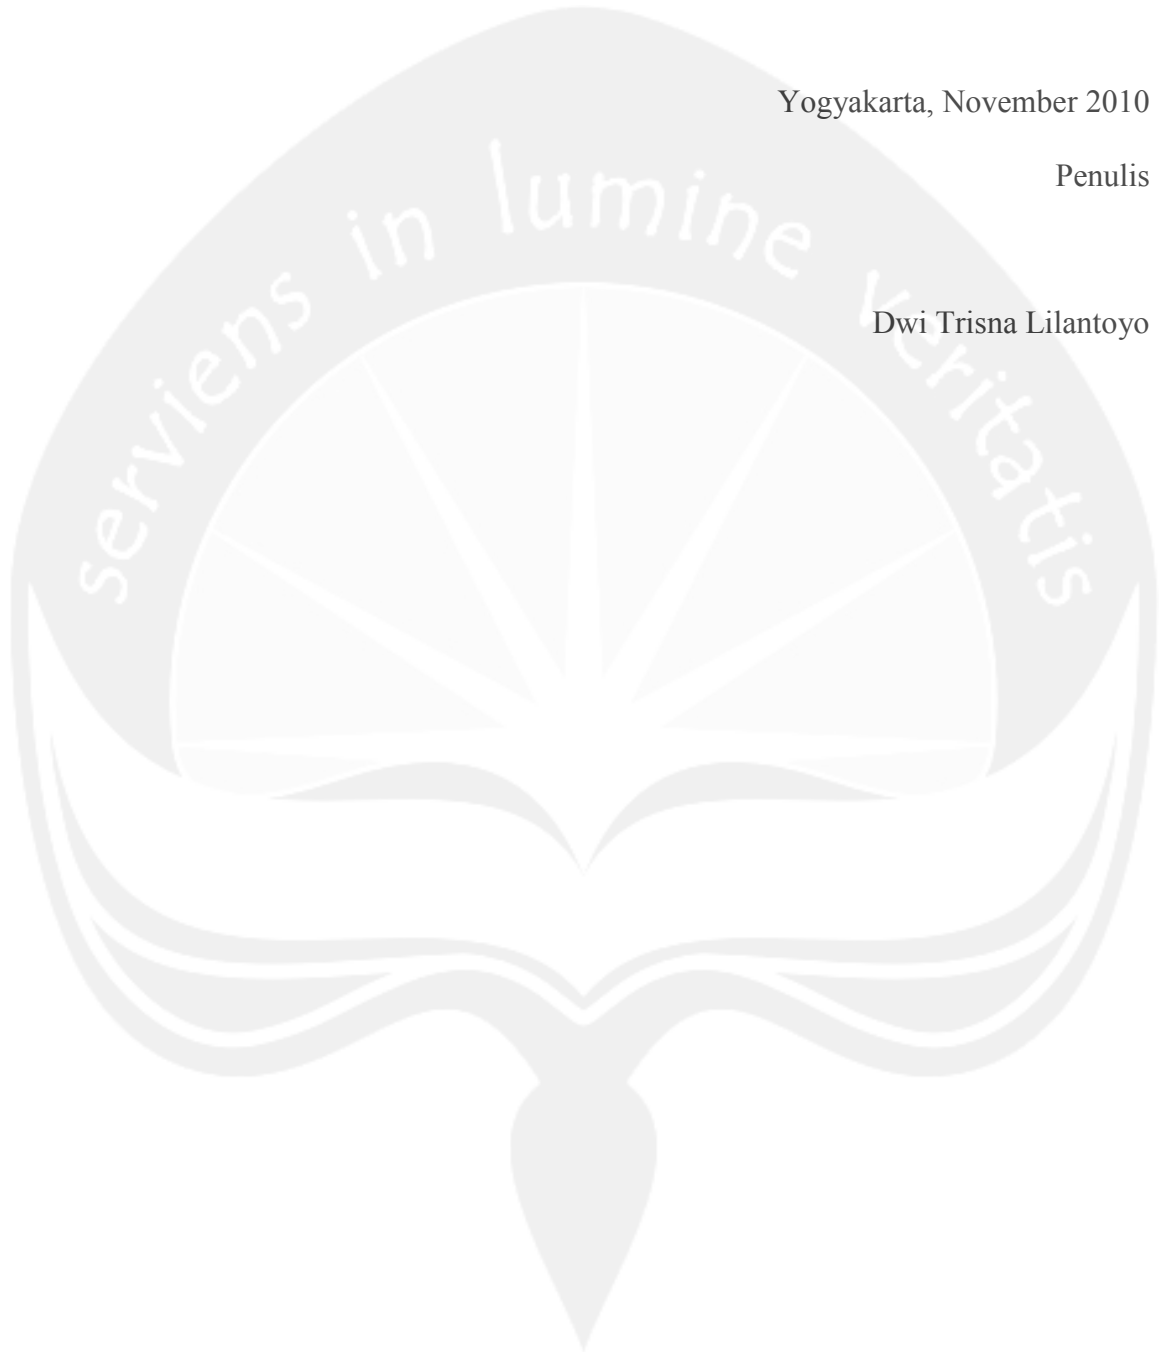 Yogyakarta, November 2010
Penulis
Dwi Trisna Lilantoyo
serviens in lumine veritatis